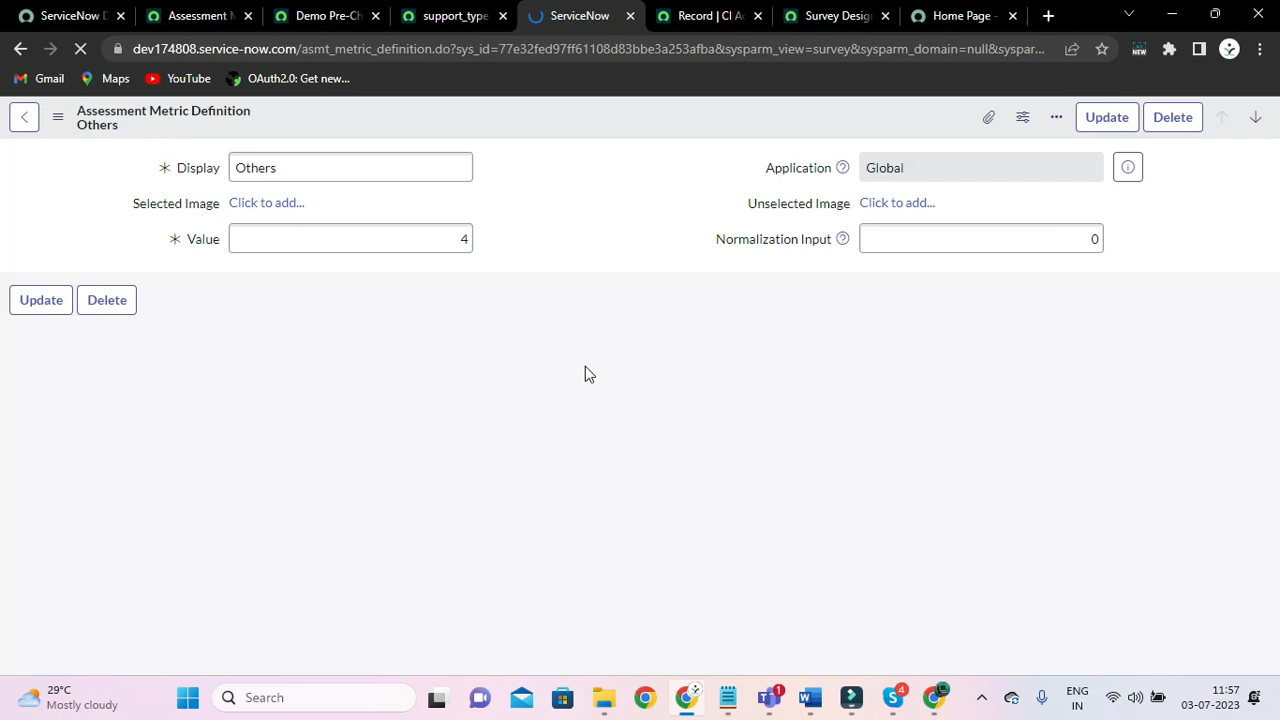 ServiceNow D
Assessment M
Demo Pre-Ch
support_type
ServiceNow
Record | CI A
Survey Desig
Home Page -
dev174808.service-now.com/asmt_metric_definition.do?sys_id=77e32fed97ff61108d83bbe3a253afba&sysparm_view=survey&sysparm_domain=null&syspar...
NEW
Gmail
Maps
YouTube
OAuth2.0: Get new...
Assessment Metric Definition
Others
Update
Delete
Display
Others
Application
Global
Selected Image
Click to add...
Unselected Image
Click to add...
Value
4
Normalization Input
0
Update
Delete
29°C
Mostly cloudy
Search
1
4
ENG
IN
11:57
03-07-2023